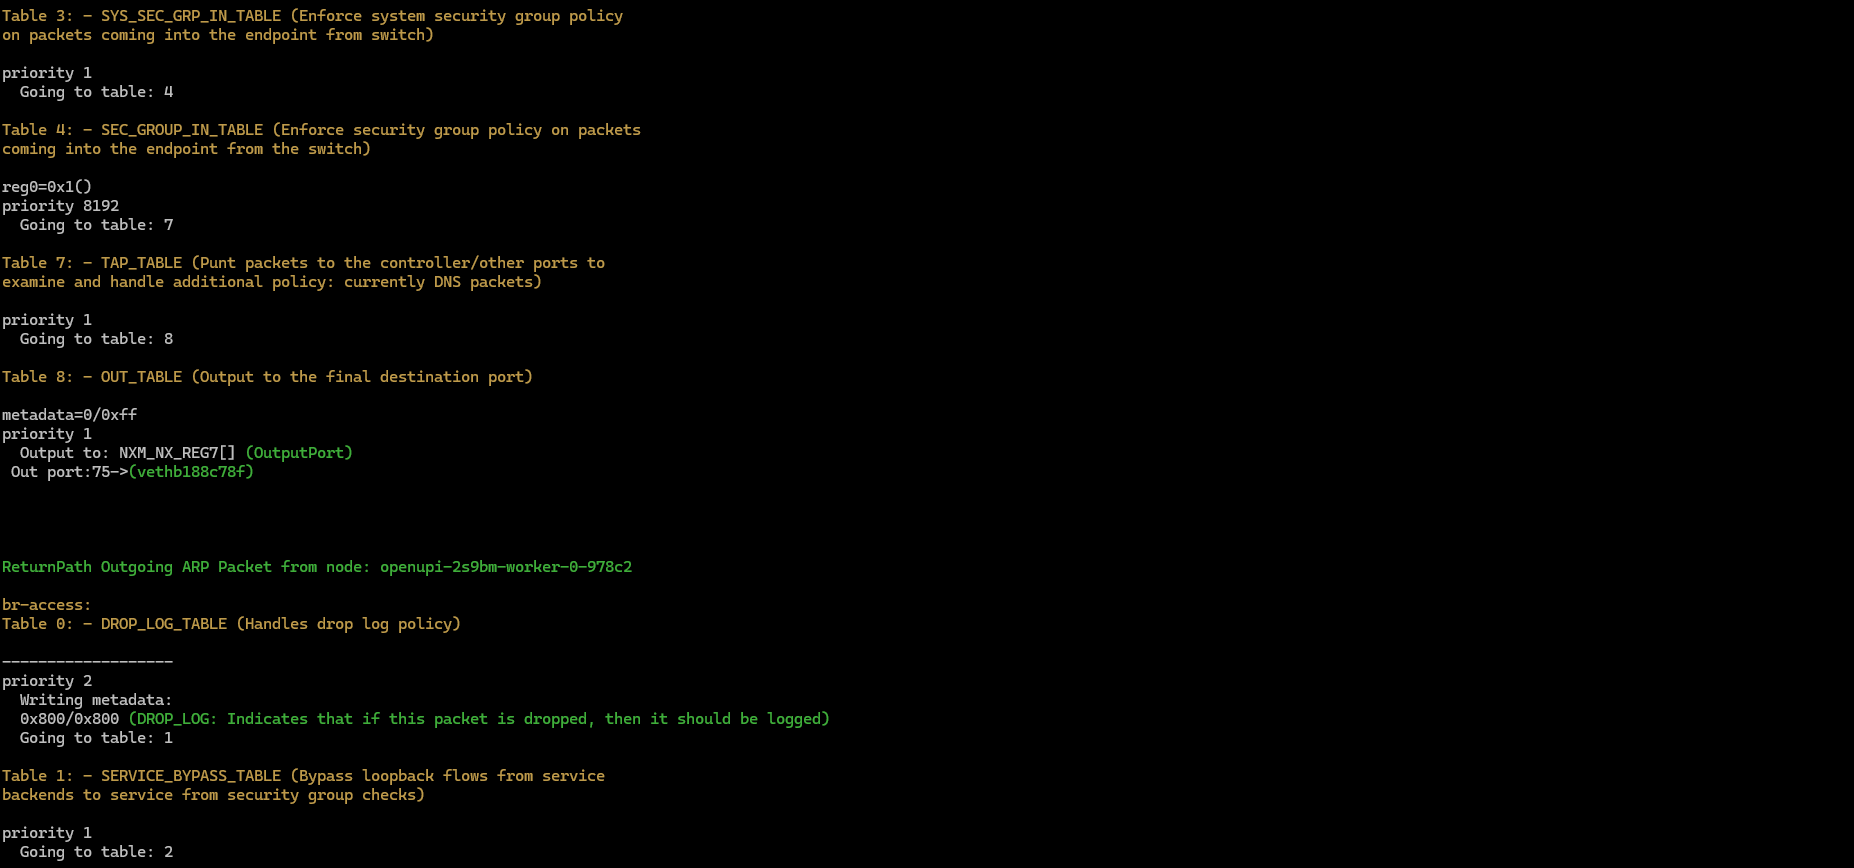 Table 3: - SYS_SEC_GRP_IN_TABLE (Enforce system security group policy
on packets coming into the endpoint from switch)
priority 1
Going to table: 4
Table 4: - SEC_GROUP_IN_TABLE (Enforce security group policy on packets
coming into the endpoint from the switch)
reg0=0x1()
priority 8192
Going to table: 7
Table 7: - TAP_TABLE (Punt packets to the controller/other ports to
examine and handle additional policy: currently DNS packets)
priority 1
Going to table: 8
Table 8: - OUT_TABLE (Output to the final destination port)
metadata=0/0xff
priority 1
Output to: NXM_NX_REG7[] (OutputPort)
Out port:75->(vethb188c78f)
ReturnPath Outgoing ARP Packet from node: openupi-2s9bm-worker-0-978c2
br-access:
Table 0: - DROP_LOG_TABLE (Handles drop log policy)
-------------------
priority 2
Writing metadata:
0x800/0x800 (DROP_LOG: Indicates that if this packet is dropped, then it should be logged)
Going to table: 1
Table 1: - SERVICE_BYPASS_TABLE (Bypass loopback flows from service
backends to service from security group checks)
priority 1
Going to table: 2